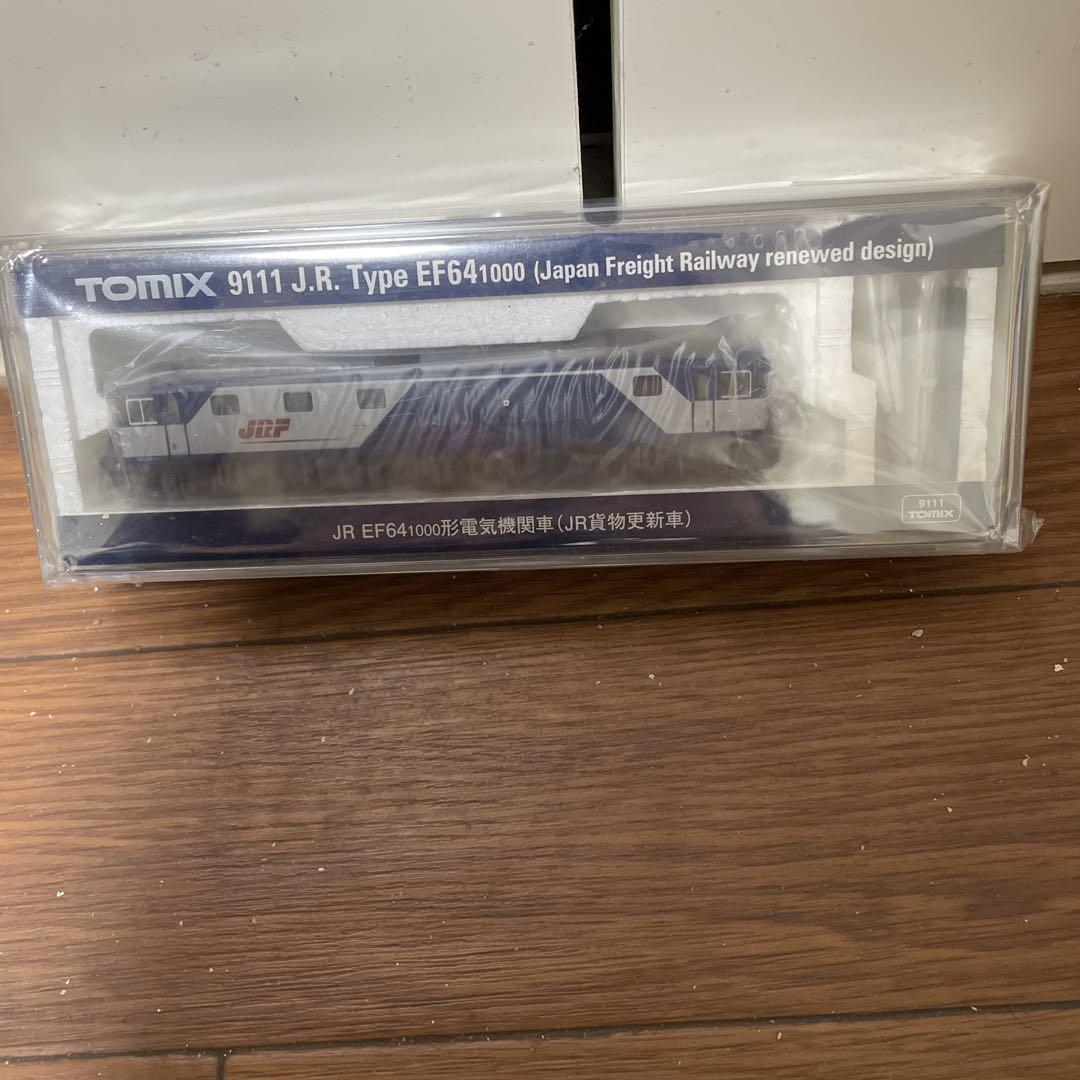 TOMIX 9111 J.R. Type EF641000 (Japan Freight Railway renewed design)
JRF
JR EF641000形電気機関車(JR貨物更新車)
9111
TOMIX